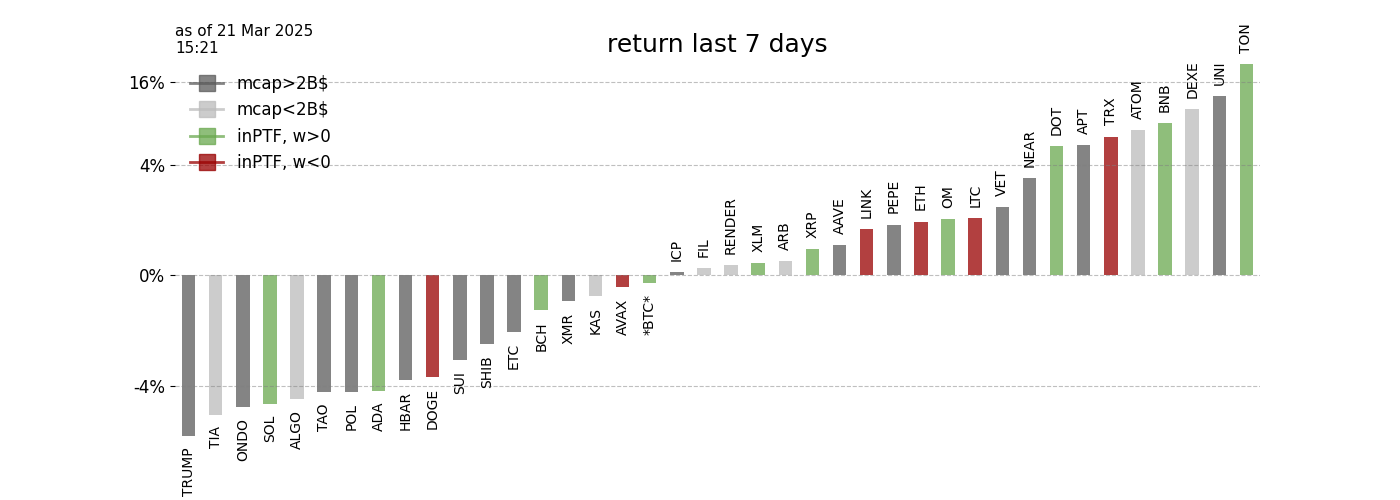 as of 21 Mar 2025
15:21
return last 7 days
mcap>2B$
mcap<2B$
inPTF, w>0
inPTF, w<0
16%
4%
0%
-4%
TRUMP
TIA
ONDO
SOL
ALGO
TAO
POL
ADA
HBAR
DOGE
SUI
SHIB
ETC
BCH
XMR
KAS
AVAX
*BTC*
ICP
FIL
RENDER
XLM
ARB
XRP
AAVE
LINK
PEPE
ETH
OM
LTC
VET
NEAR
DOT
APT
TRX
ATOM
BNB
DEXE
UNI
TON